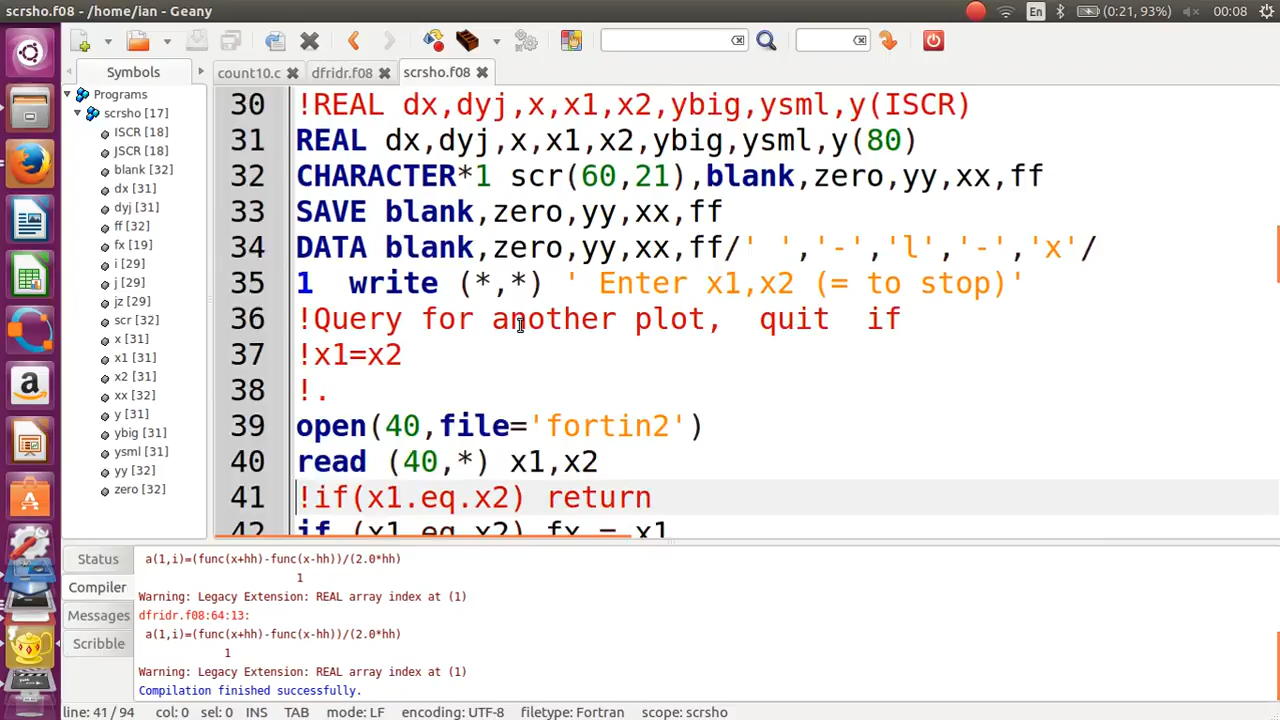 scrsho.f08 - /home/Ian - Geany
En
(0:21, 93%)
00:08
Symbols
count10.c
dfridr.f08
scrsho.f08
Programs
scrsho [17]
ISCR [18]
JSCR [18]
blank [32]
dx [31]
dyj [31]
ff [32]
fx [19]
i [29]
j [29]
jz [29]
scr [32]
x [31]
x1 [31]
x2 [31]
xx [32]
y [31]
ybig [31]
ysml [31]
yy [32]
zero [32]
30 !REAL dx,dyj,x,x1,x2,ybig,ysml,y(ISCR)
31 REAL dx,dyj,x,x1,x2,ybig,ysml,y(80)
32 CHARACTER*1 scr(60,21),blank,zero,yy,xx,ff
33 SAVE blank,zero,yy,xx,ff
34 DATA blank,zero,yy,xx,ff/' ','-','l','-','x'/
35 1  write (*,*) ' Enter x1,x2 (= to stop)'
36 !Query for another plot,  quit  if
37 !x1=x2
38 !.
39 open(40,file='fortin2')
40 read (40,*) x1,x2
41 !if(x1.eq.x2) return
42 if (x1.eq.x2) fx = x1
Status
Compiler
Messages
Scribble
a(1,i)=(func(x+hh)-func(x-hh))/(2.0*hh)
1
Warning: Legacy Extension: REAL array index at (1)
dfridr.f08:64:13:
a(1,i)=(func(x+hh)-func(x-hh))/(2.0*hh)
1
Warning: Legacy Extension: REAL array index at (1)
Compilation finished successfully.
line: 41 / 94 col: 0 sel: 0 INS TAB mode: LF encoding: UTF-8 filetype: Fortran scope: scrsho